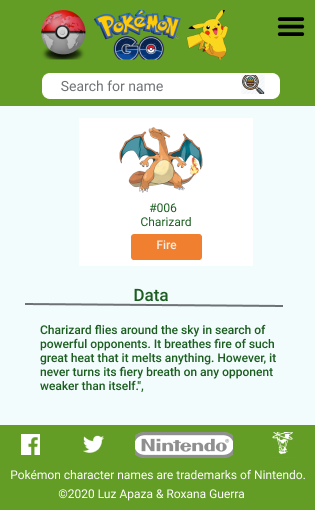 POKÉMON
GO
Search for name
#006
Charizard
Fire
Data
Charizard flies around the sky in search of
powerful opponents. It breathes fire of such
great heat that it melts anything. However, it
never turns its fiery breath on any opponent
weaker than itself.",
Nintendo®
Pokémon character names are trademarks of Nintendo.
©2020 Luz Apaza & Roxana Guerra